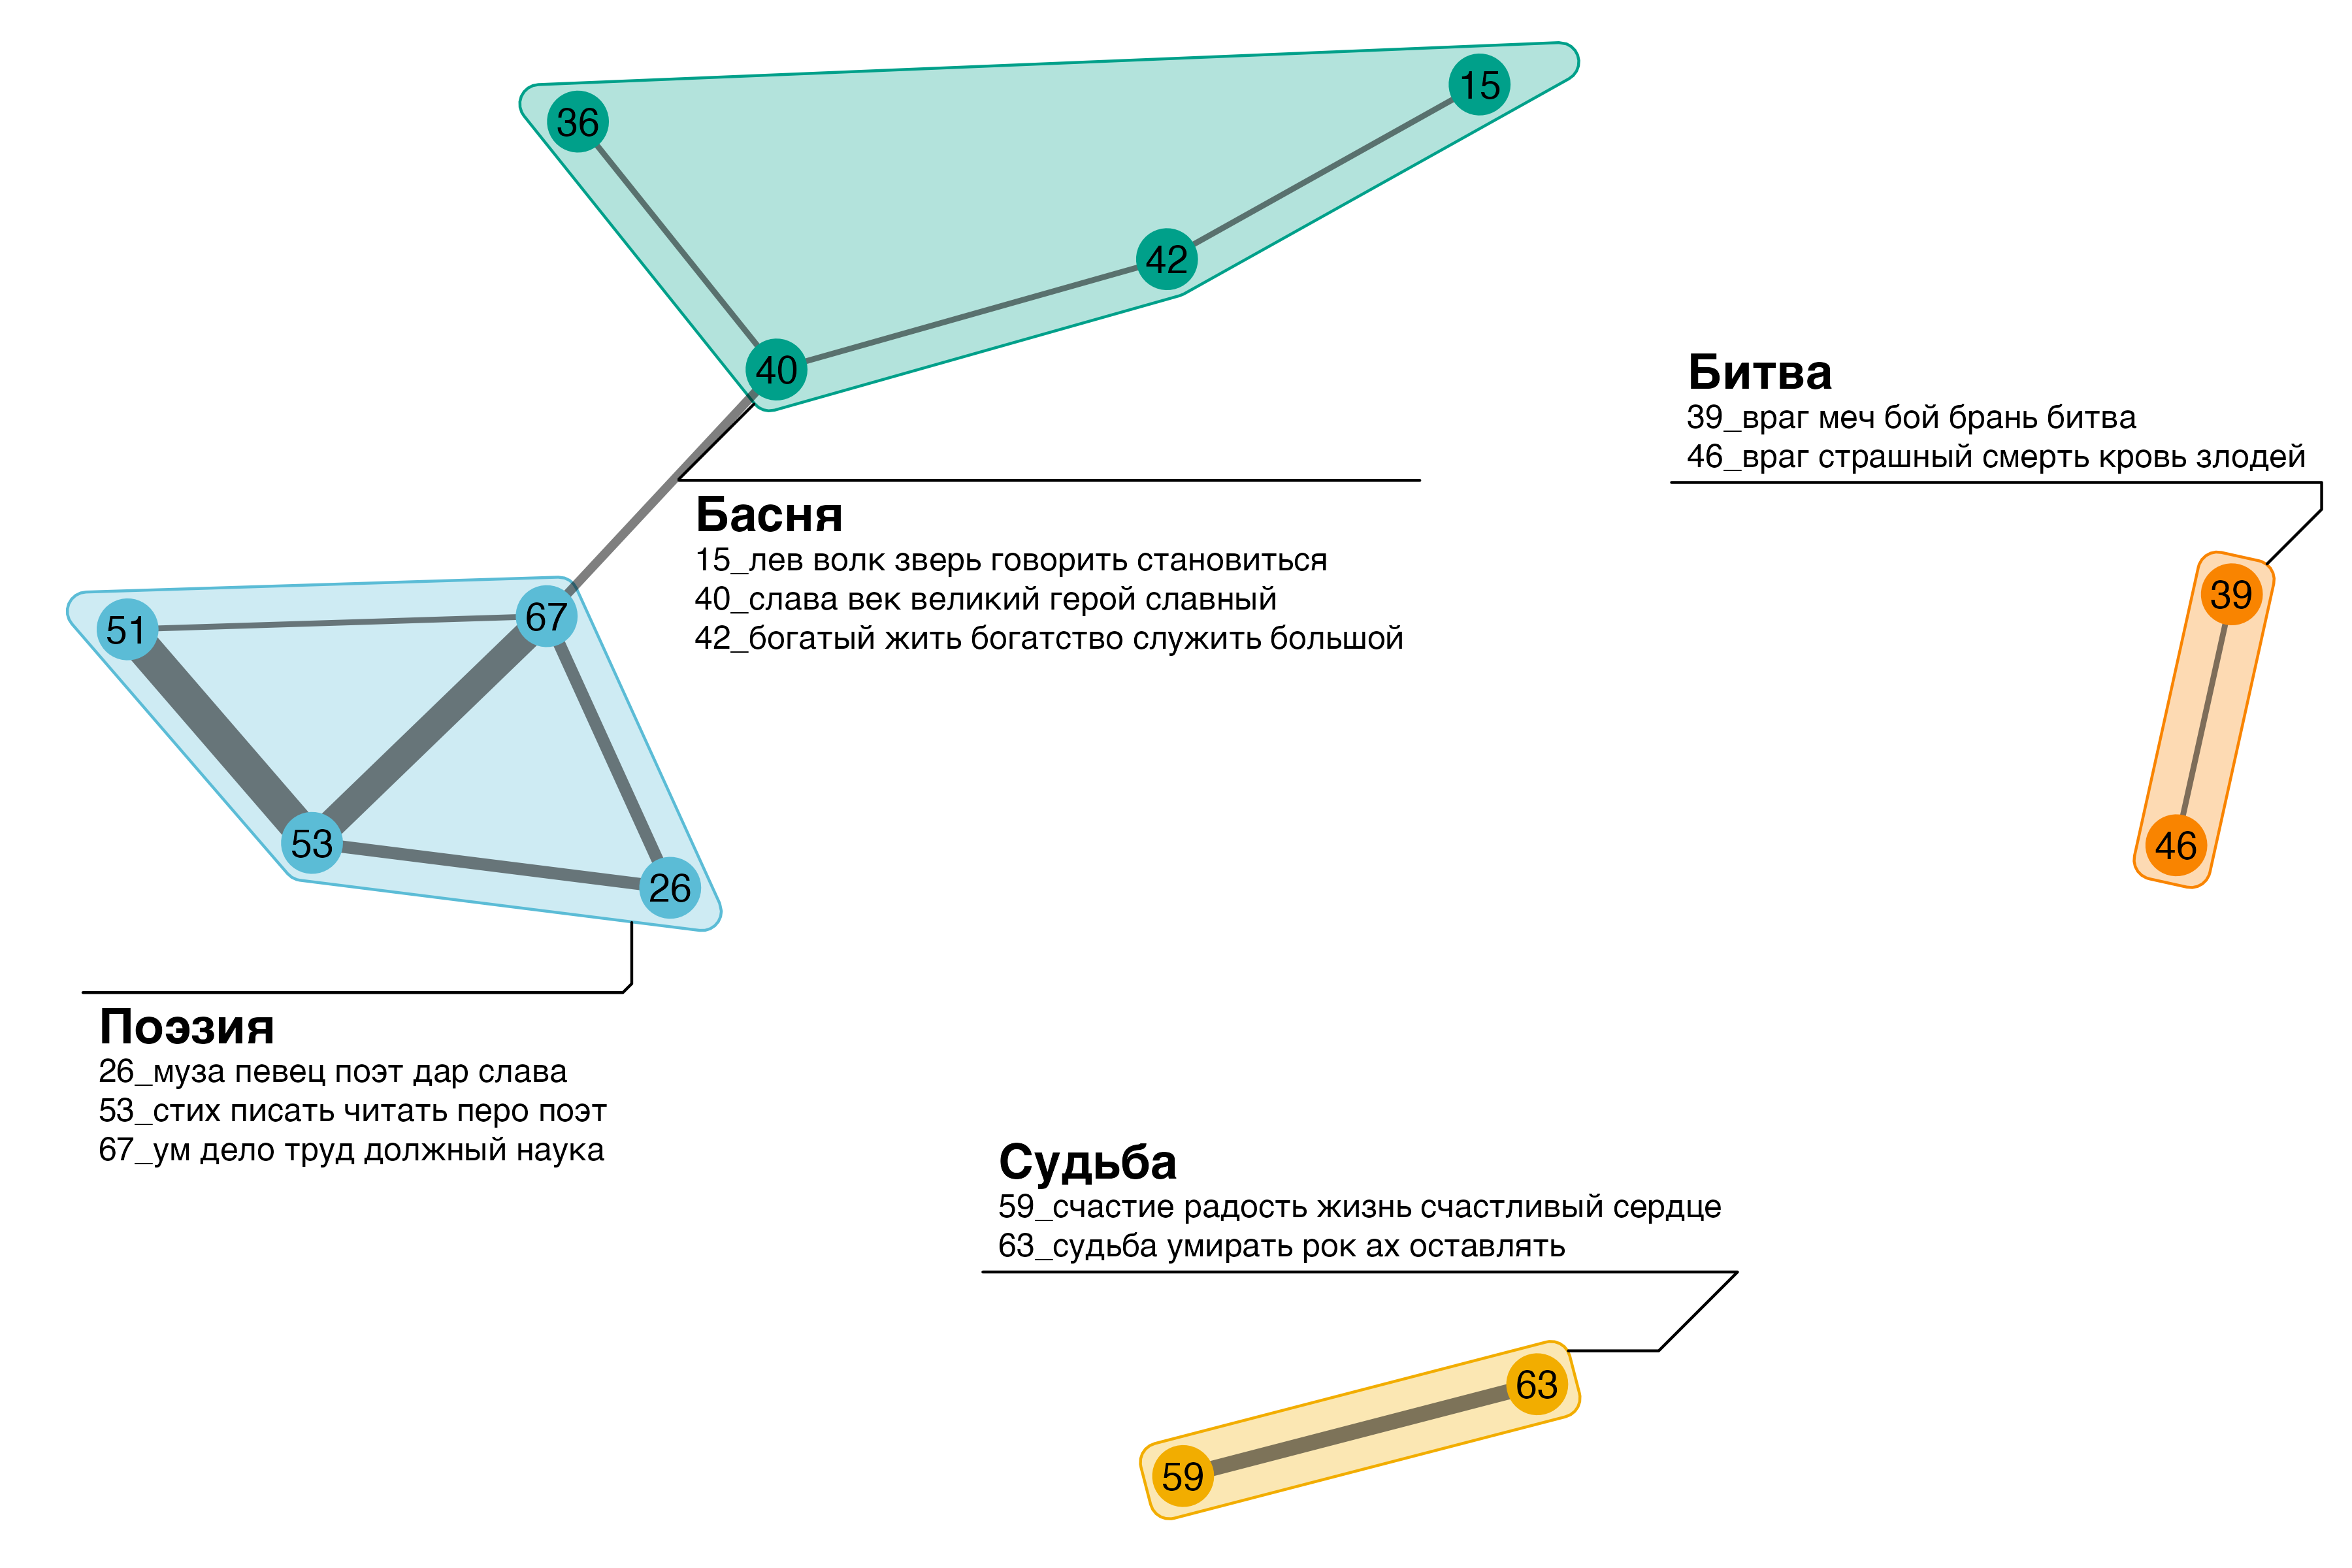 36
15
42
40
Битва
39_враг меч бой брань битва
46_враг страшный смерть кровь злодей
Басня
15_лев волк зверь говорить становиться
40_слава век великий герой славный
42_богатый жить богатство служить большой
39
51
67
53
46
26
Поэзия
26_муза певец поэт дар слава
53_стих писать читать перо поэт
67_ум дело труд должный наука
Судьба
59_счастие радость жизнь счастливый сердце
63_судьба умирать рок ах оставлять
63
59